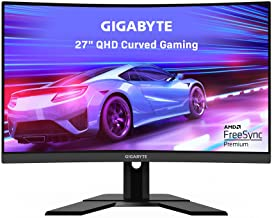 GIGABYTE
27" QHD Curved Gaming
AMD
FreeSync
Premium
GIGABYTE